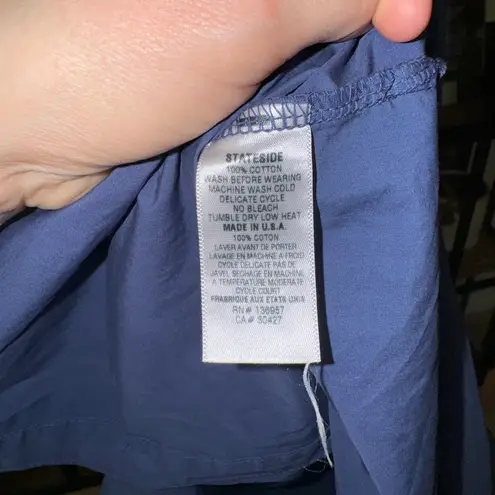 STATESIDE
100% COTTON
WASH BEFORE WEARING
MACHINE WASH COLD
DELICATE CYCLE
NO BLEACH
TUMBLE DRY LOW HEAT
MADE IN U.S.A.
100% COTON
LAVER AVANT DE PORTER
LAVAGE EN MACHINE A FROID
CYCLE DELICATE PAS DE
JAVEL SECHAGE EN MACHINE
A TEMPERATURE MODERATE
CYCLE COURT
FRABRIQUE AUX ETATS UNIS
RN# 136957
CA# 30427